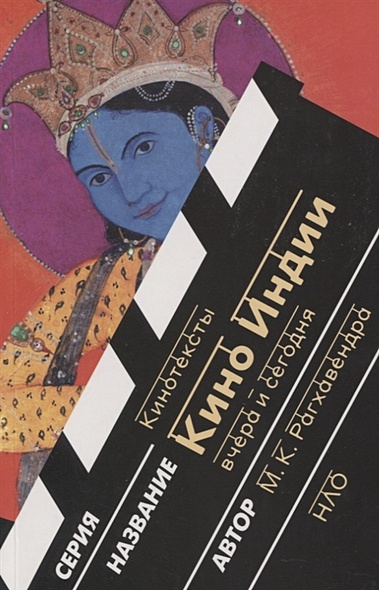 СЕРИЯ Кинотексты
НАЗВАНИЕ Кино Индии
вчера и сегодня
АВТОР М. К. Рагхавендра
НЛО